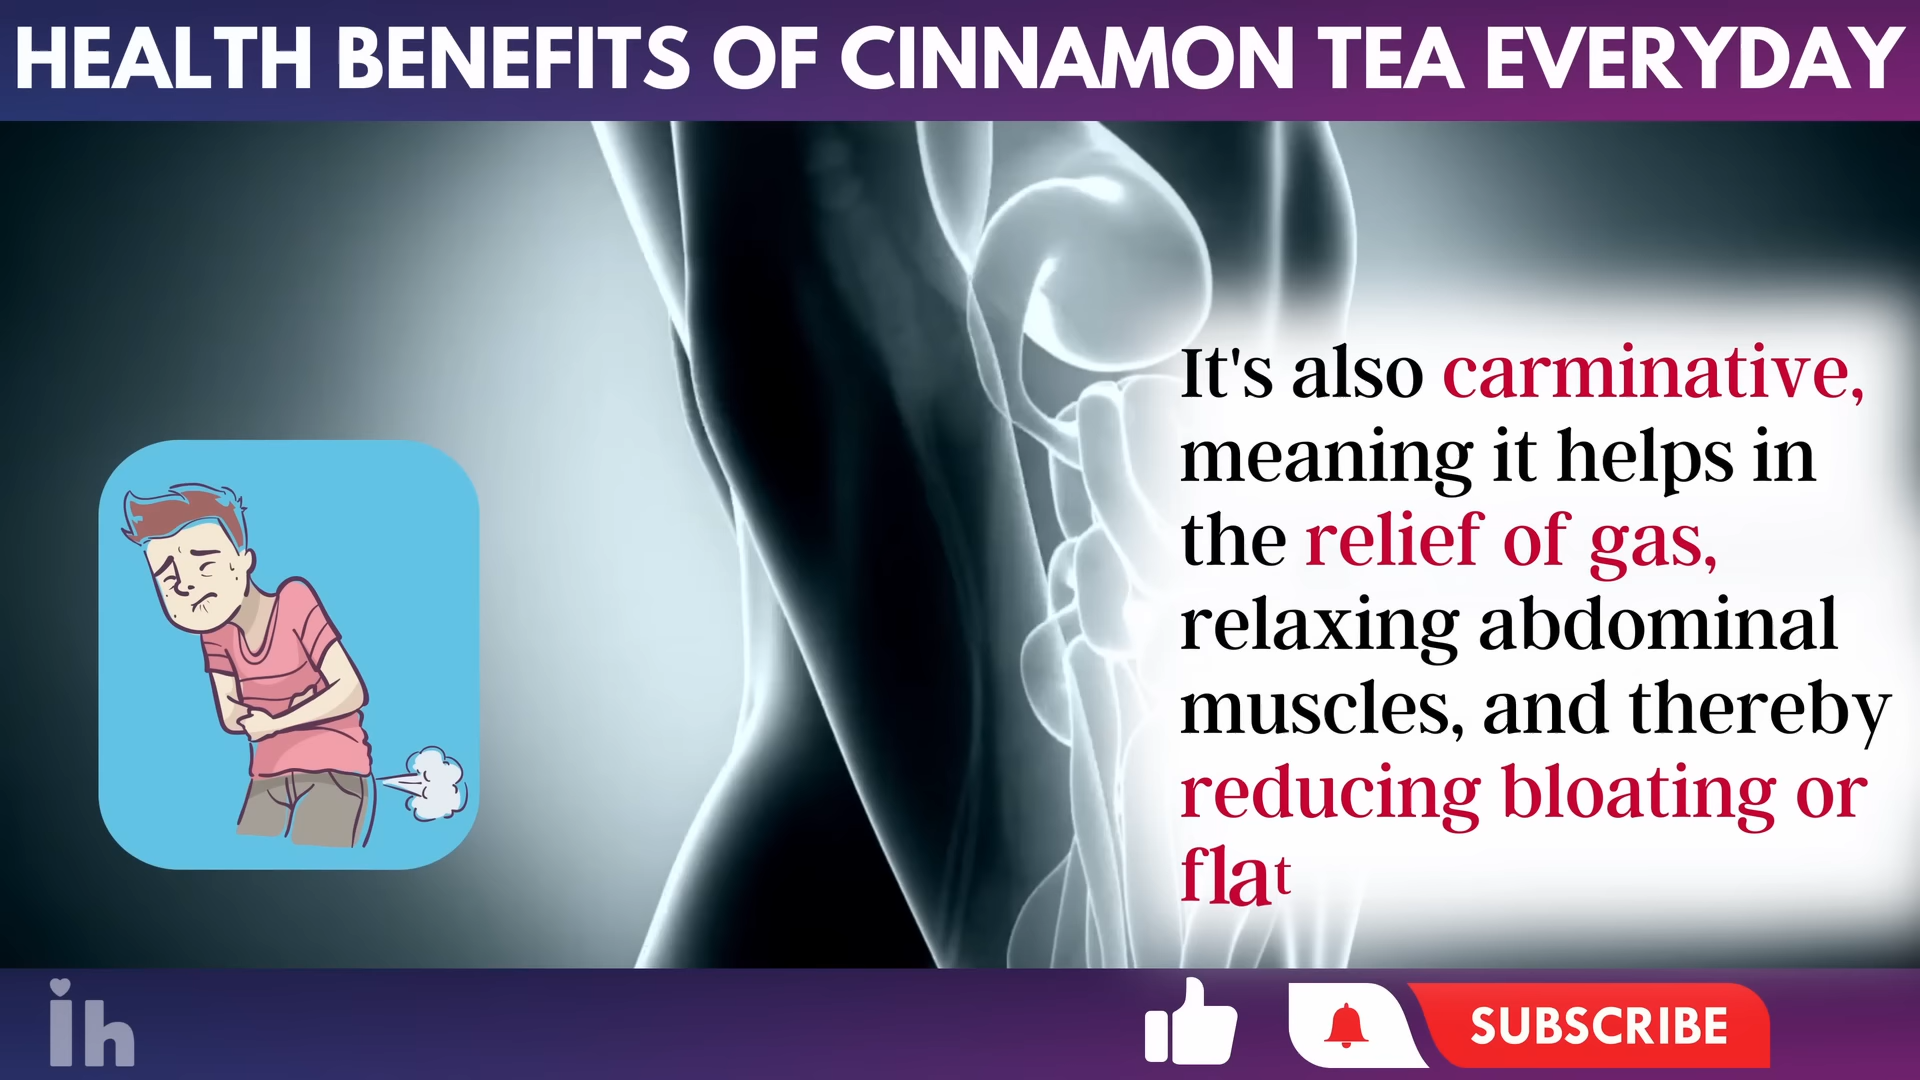 HEALTH BENEFITS OF CINNAMON TEA EVERYDAY
It's also carminative,
meaning it helps in
the relief of gas,
relaxing abdominal
muscles, and thereby
reducing bloating or
flat
ih
SUBSCRIBE